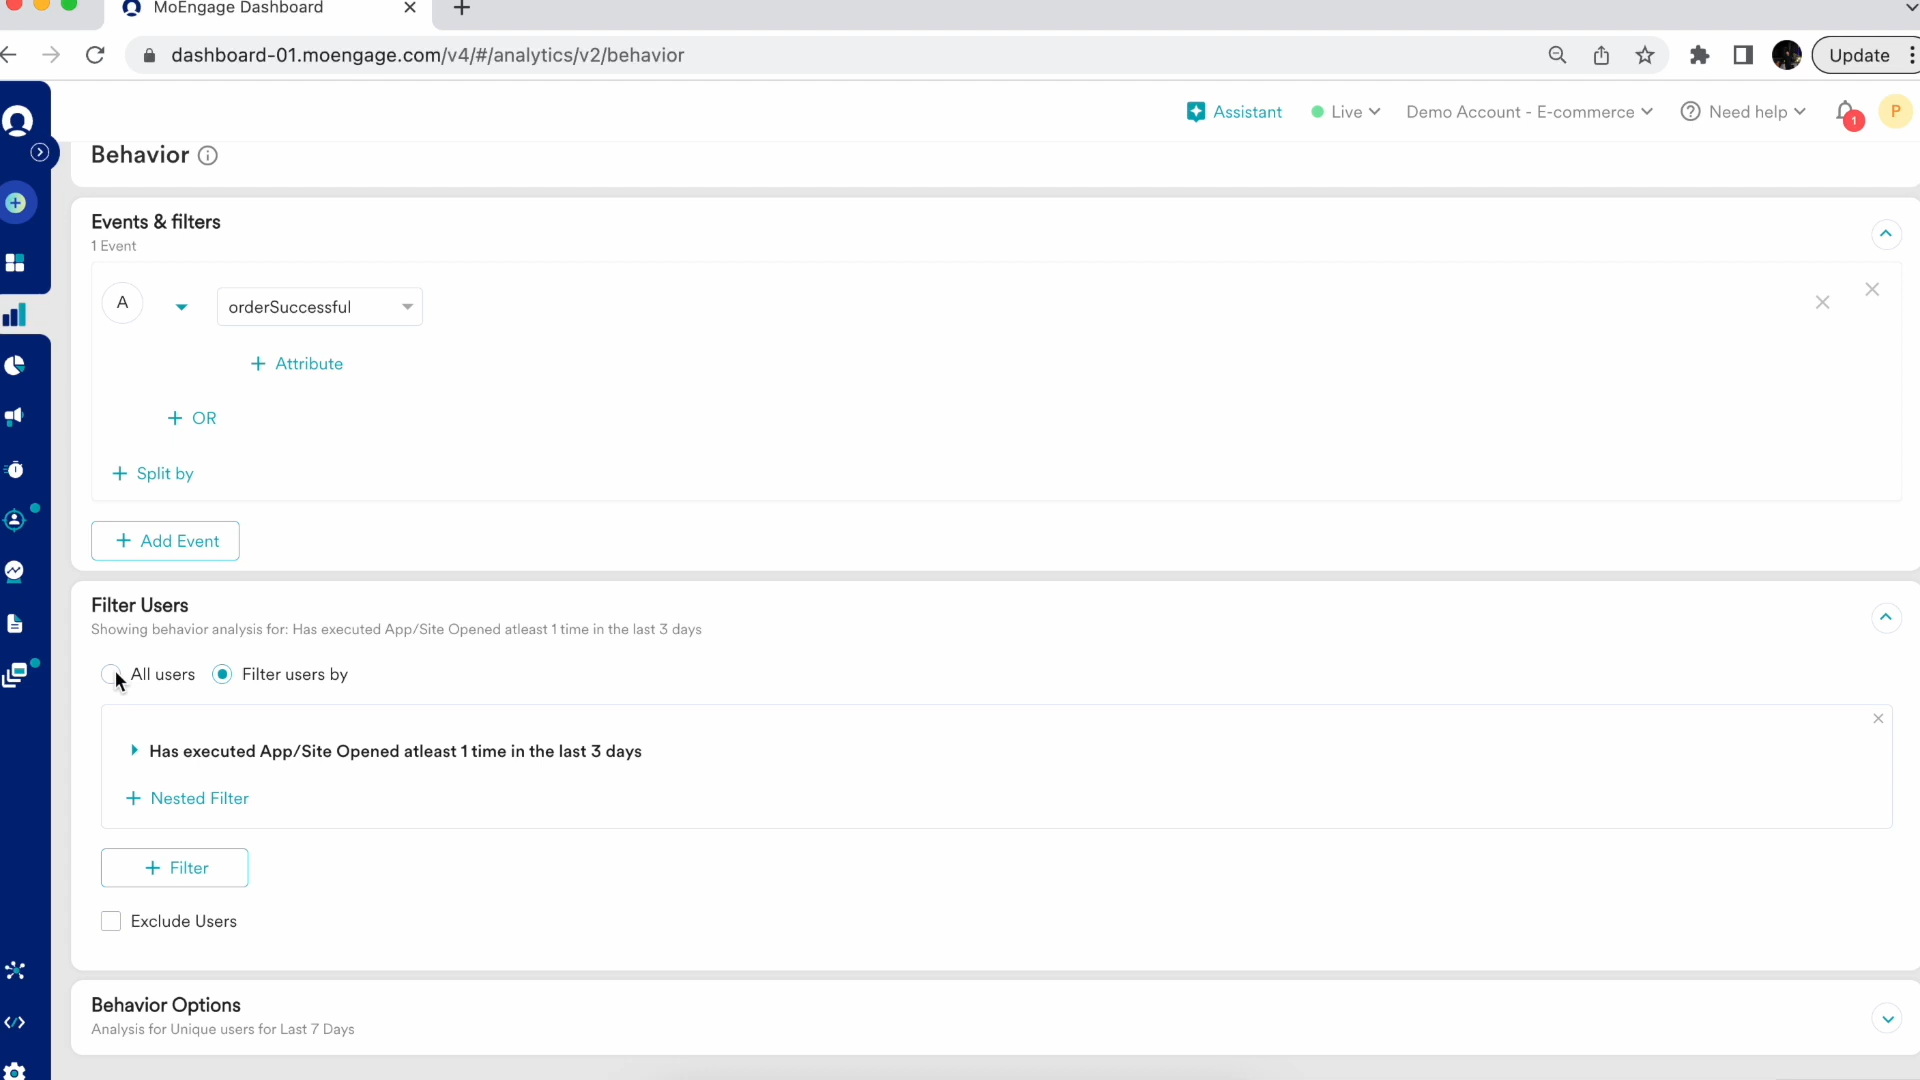 MoEngage Dashboard
dashboard-01.moengage.com/v4/#/analytics/v2/behavior
Update
Assistant
Live
Demo Account - E-commerce
Need help
1
P
Behavior
Events & filters
1 Event
A
orderSuccessful
+ Attribute
+ OR
+ Split by
+ Add Event
Filter Users
Showing behavior analysis for: Has executed App/Site Opened atleast 1 time in the last 3 days
All users
Filter users by
Has executed App/Site Opened atleast 1 time in the last 3 days
+ Nested Filter
+ Filter
Exclude Users
Behavior Options
Analysis for Unique users for Last 7 Days